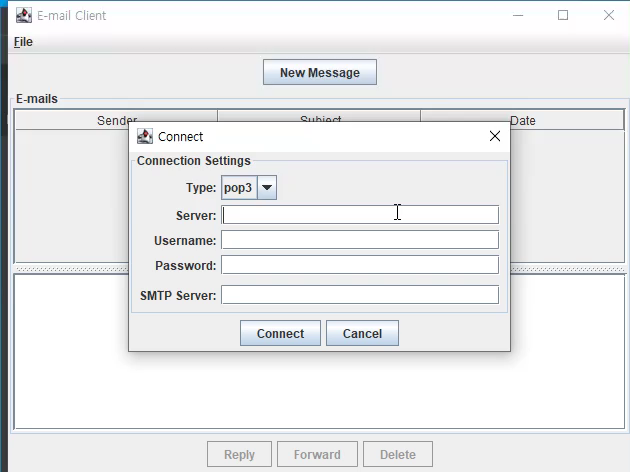 E-mail Client
File
New Message
E-mails
Sender Subject Date
Connect
Connection Settings
Type: pop3
Server:
Username:
Password:
SMTP Server:
Connect Cancel
Reply Forward Delete